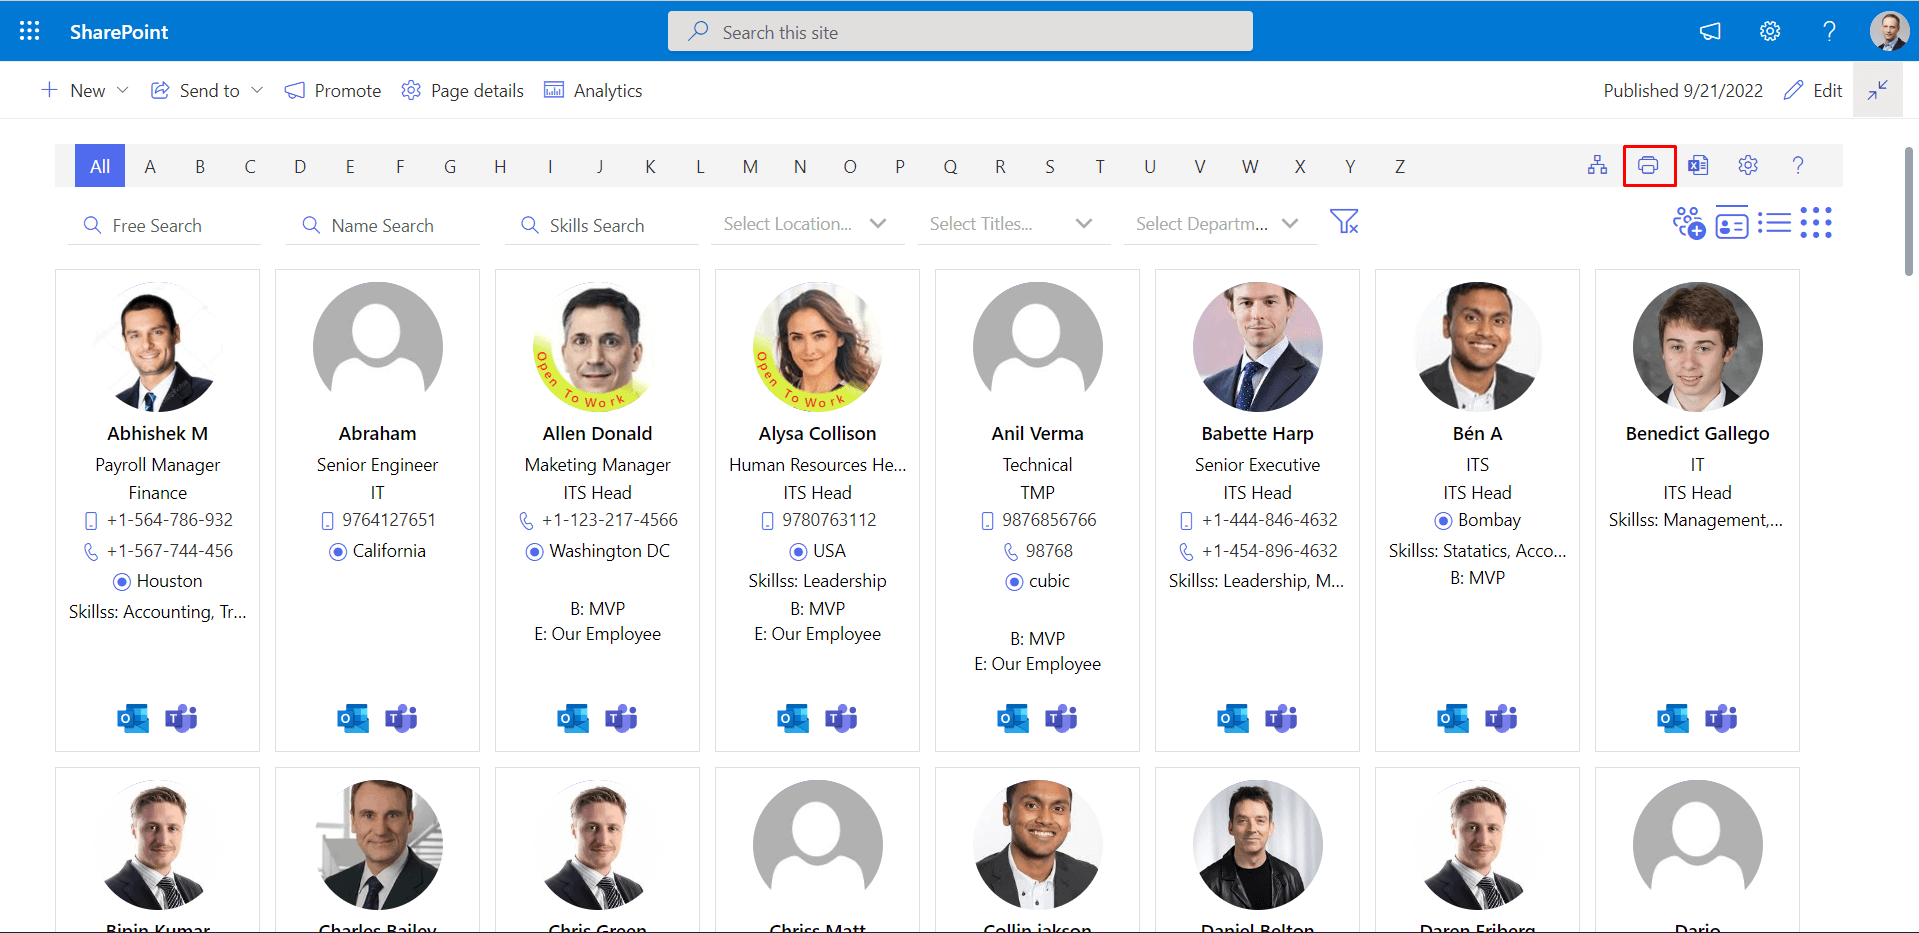 SharePoint
Search this site
New
Send to
Promote
Page details
Analytics
Published 9/21/2022
Edit
All A B C D E F G H I J K L M N O P Q R S T U V W X Y Z
Free Search
Name Search
Skills Search
Select Location...
Select Titles...
Select Departm...
Abhishek M
Payroll Manager
Finance
+1-564-786-932
+1-567-744-456
Houston
Skillss: Accounting, Tr...
Abraham
Senior Engineer
IT
9764127651
California
Open To Work
Allen Donald
Maketing Manager
ITS Head
+1-123-217-4566
Washington DC
B: MVP
E: Our Employee
Open To Work
Alysa Collison
Human Resources He...
ITS Head
9780763112
USA
Skillss: Leadership
B: MVP
E: Our Employee
Anil Verma
Technical
TMP
9876856766
98768
cubic
B: MVP
E: Our Employee
Babette Harp
Senior Executive
ITS Head
+1-444-846-4632
+1-454-896-4632
Skillss: Leadership, M...
Bén A
ITS
ITS Head
Bombay
Skillss: Statatics, Acco...
B: MVP
Benedict Gallego
IT
ITS Head
Skillss: Management,...
Bipin Kumar
Charles Bailey
Chris Green
Chriss Matt
Collin jakson
Daniel Belton
Daren Friberg
Dario